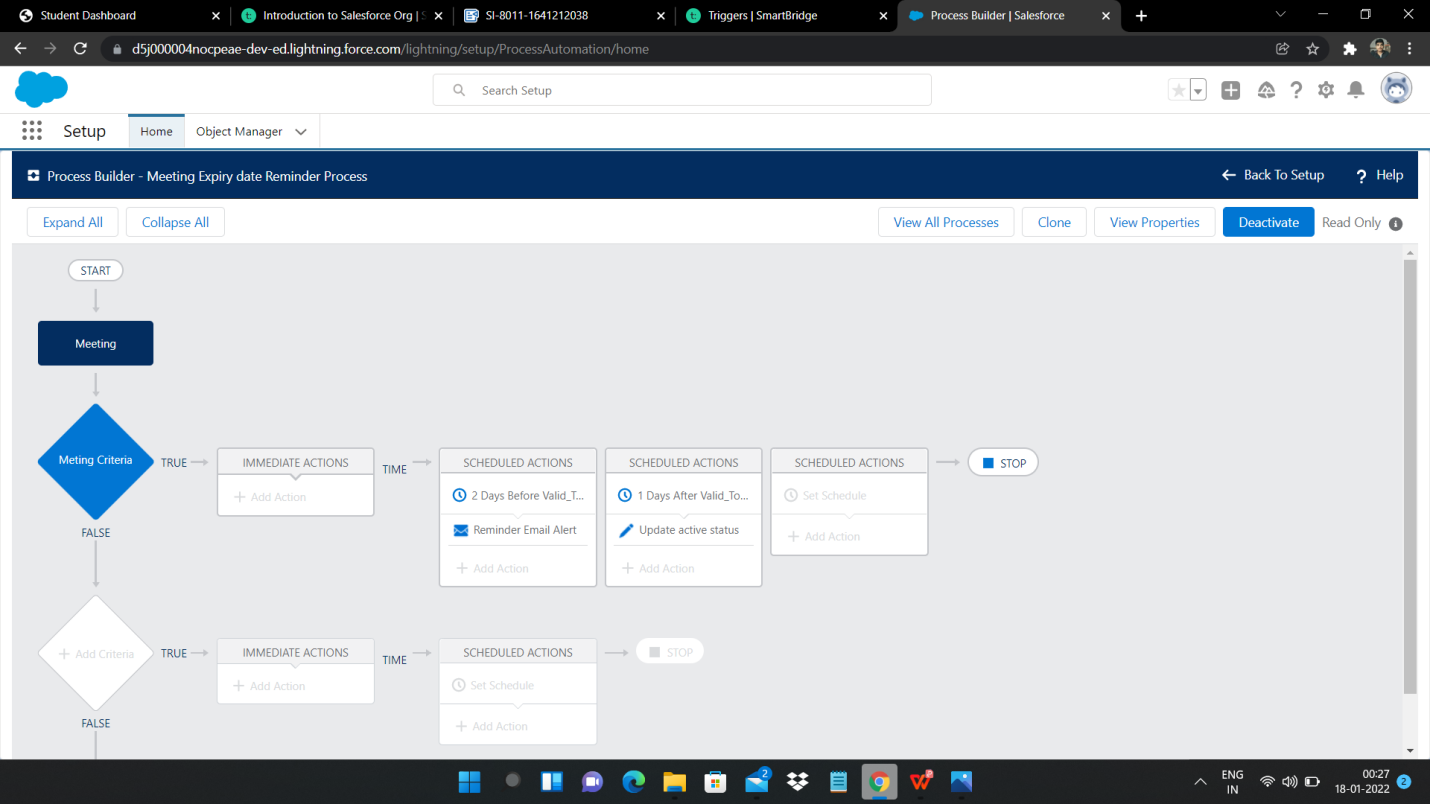 Student Dashboard
Introduction to Salesforce Org | S
SI-8011-1641212038
Triggers | SmartBridge
Process Builder | Salesforce
d5j000004nocpeae-dev-ed.lightning.force.com/lightning/setup/ProcessAutomation/home
Search Setup
Setup
Home
Object Manager
Process Builder - Meeting Expiry date Reminder Process
Back To Setup
? Help
Expand All
Collapse All
View All Processes
Clone
View Properties
Deactivate
Read Only
START
Meeting
Meting Criteria
TRUE
IMMEDIATE ACTIONS
+ Add Action
TIME
SCHEDULED ACTIONS
2 Days Before Valid_T...
Reminder Email Alert
+ Add Action
SCHEDULED ACTIONS
1 Days After Valid_To...
Update active status
+ Add Action
SCHEDULED ACTIONS
Set Schedule
+ Add Action
STOP
FALSE
+ Add Criteria
TRUE
IMMEDIATE ACTIONS
+ Add Action
TIME
SCHEDULED ACTIONS
Set Schedule
+ Add Action
STOP
FALSE
2
ENG
IN
00:27
18-01-2022
2